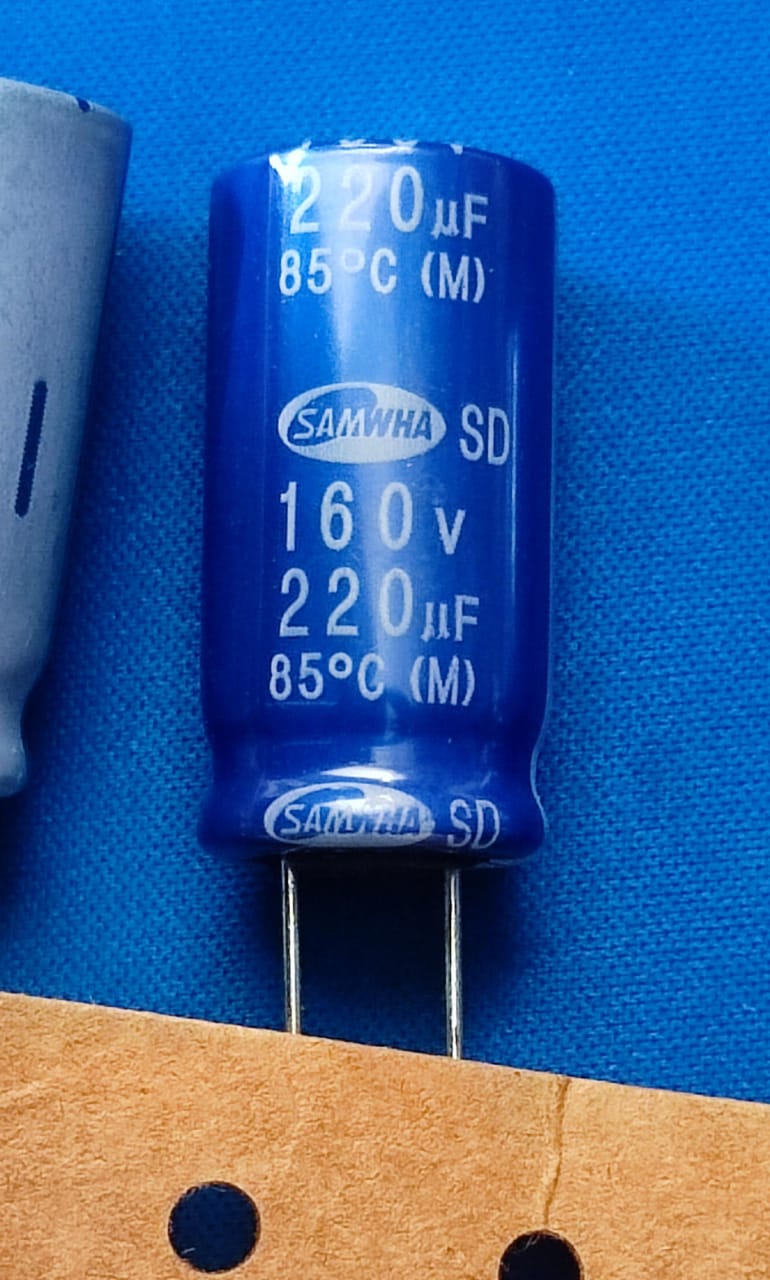 220µF
85°C (M)
SAMWHA SD
160V
220µF
85°C (M)
SAMWHA SD